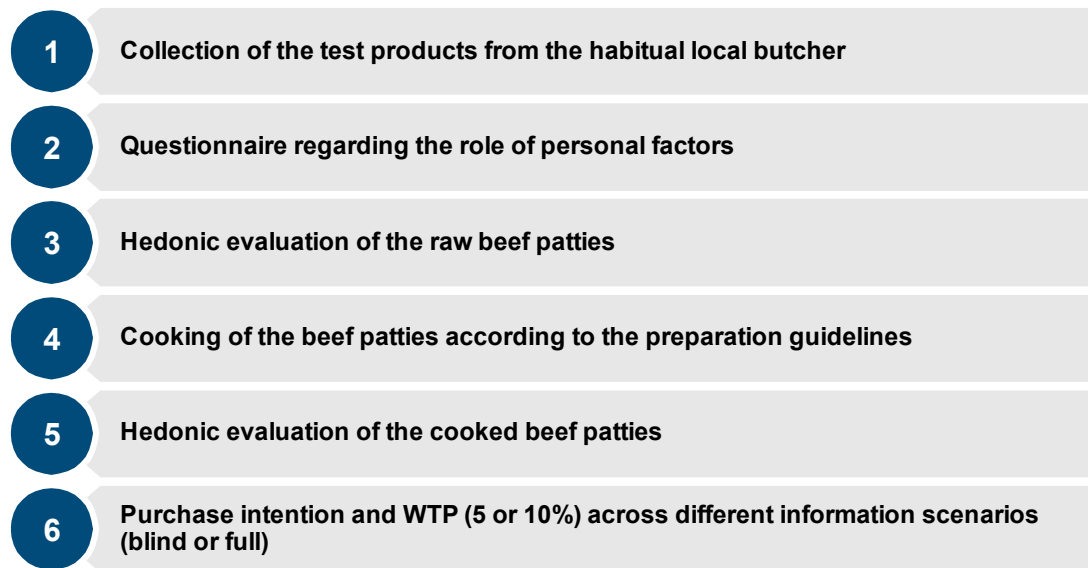 1
Collection of the test products from the habitual local butcher
2
Questionnaire regarding the role of personal factors
3
Hedonic evaluation of the raw beef patties
4
Cooking of the beef patties according to the preparation guidelines
5
Hedonic evaluation of the cooked beef patties
6
Purchase intention and WTP (5 or 10%) across different information scenarios
(blind or full)